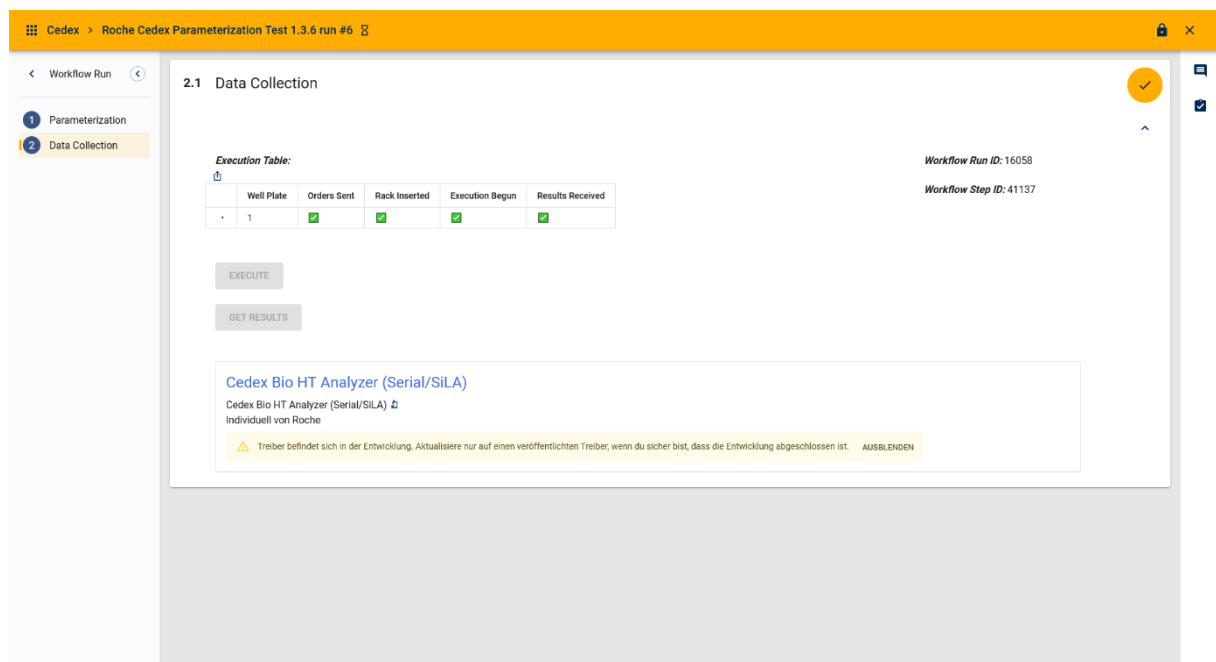 Cedex > Roche Cedex Parameterization Test 1.3.6 run #6
Workflow Run
1 Parameterization
2 Data Collection
2.1 Data Collection
Execution Table:
Workflow Run ID: 16058
Workflow Step ID: 41137
Well Plate Orders Sent Rack Inserted Execution Begun Results Received
1
EXECUTE
GET RESULTS
Cedex Bio HT Analyzer (Serial/SiLA)
Cedex Bio HT Analyzer (Serial/SiLA)
Individuell von Roche
Treiber befindet sich in der Entwicklung. Aktualisiere nur auf einen veröffentlichten Treiber, wenn du sicher bist, dass die Entwicklung abgeschlossen ist. AUSBLENDEN